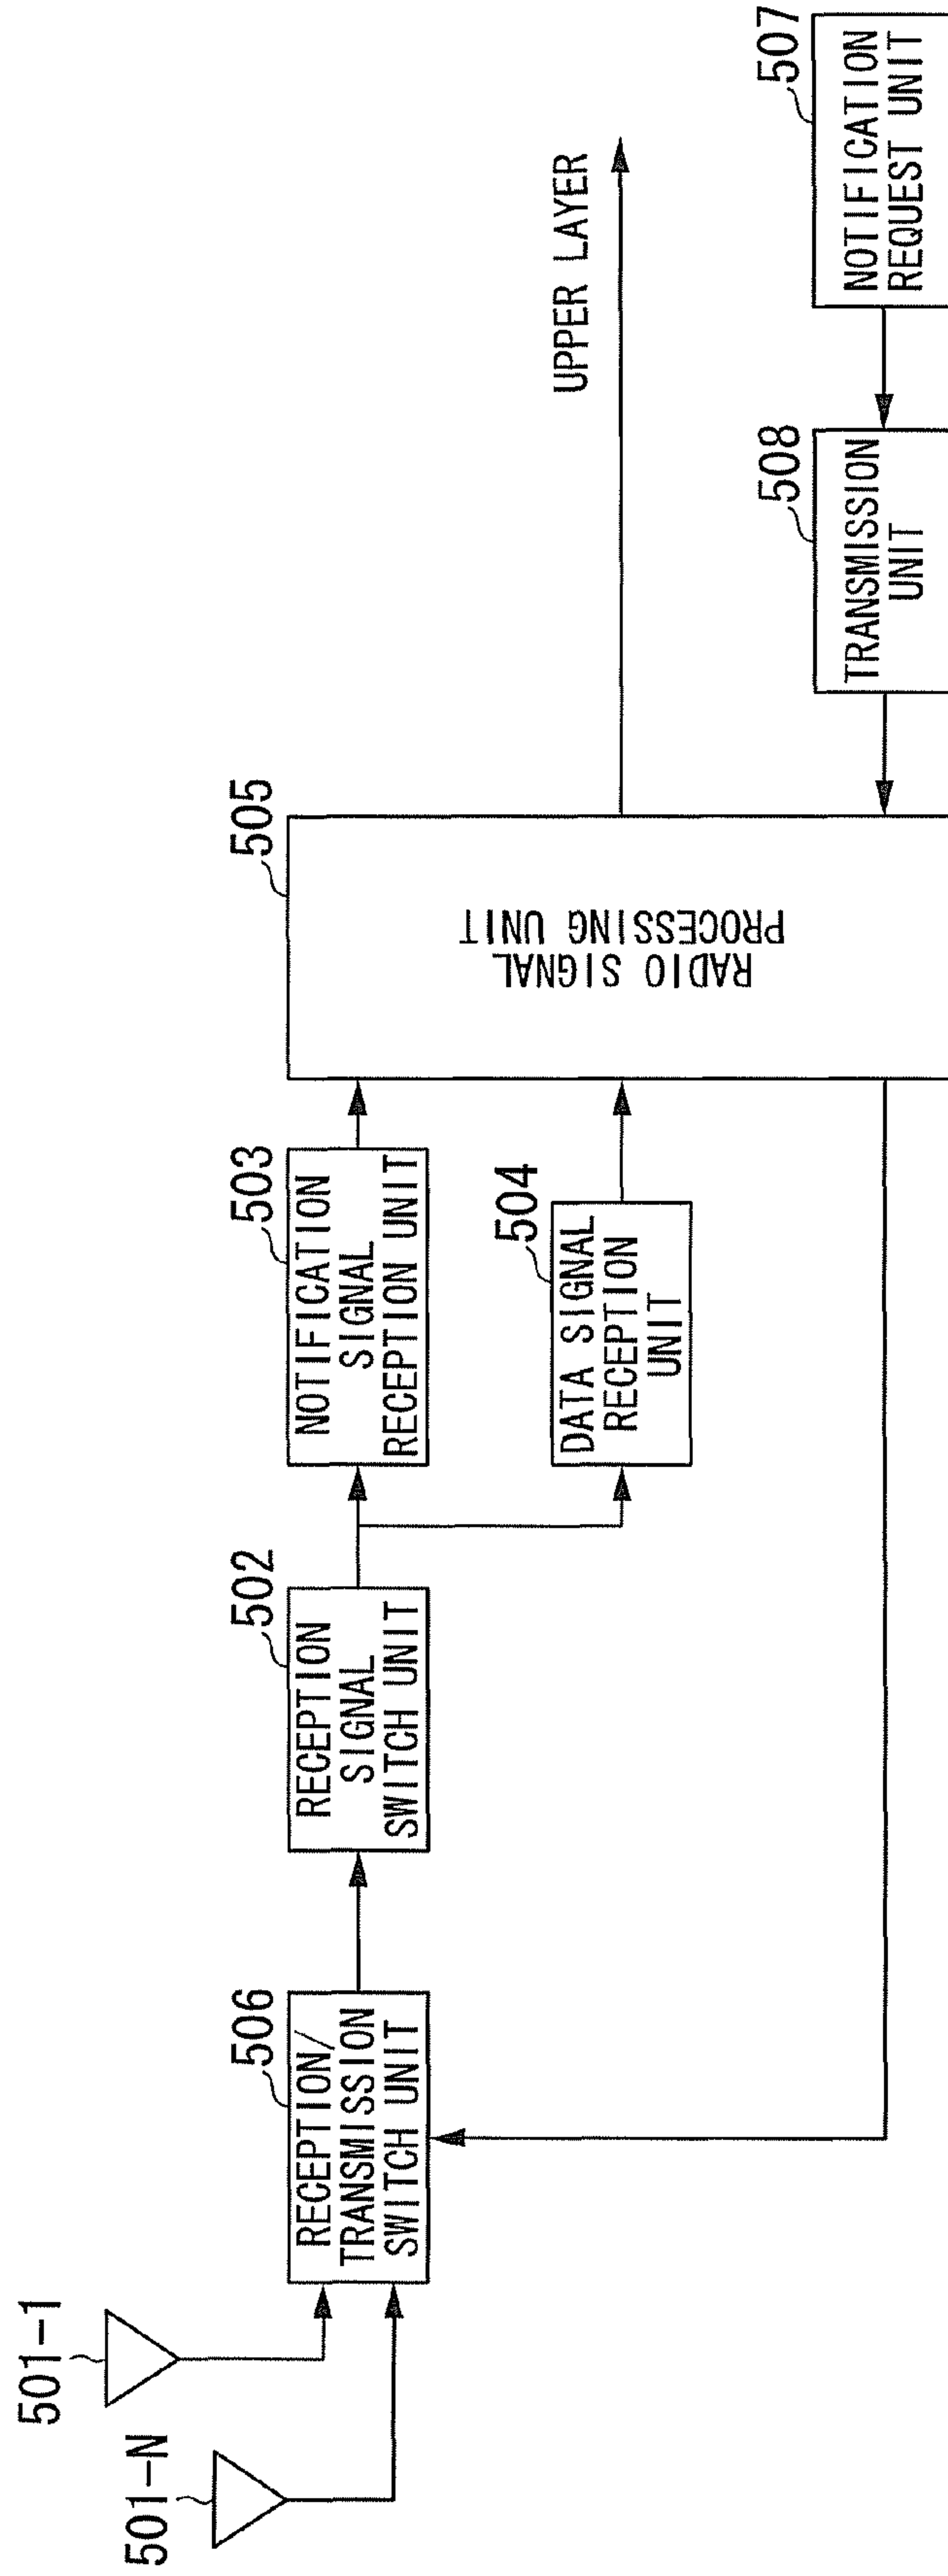 501-1
501-N
506
RECEPTION/
TRANSMISSION
SWITCH UNIT
502
RECEPTION
SIGNAL
SWITCH UNIT
503
NOTIFICATION
SIGNAL
RECEPTION UNIT
504
DATA SIGNAL
RECEPTION
UNIT
505
RADIO SIGNAL
PROCESSING UNIT
UPPER LAYER
508
TRANSMISSION
UNIT
507
NOTIFICATION
REQUEST UNIT